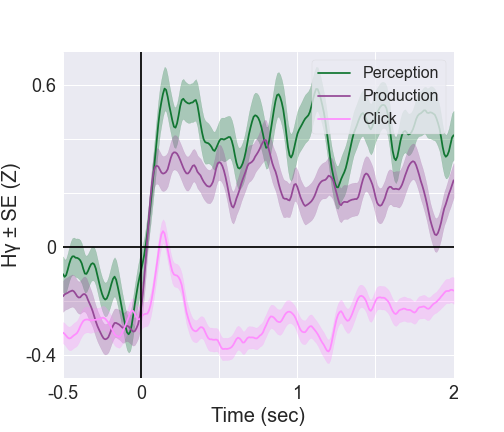 Perception
Production
Click
0.6
0
-0.4
Hγ ± SE (Z)
-0.5
0
1
2
Time (sec)